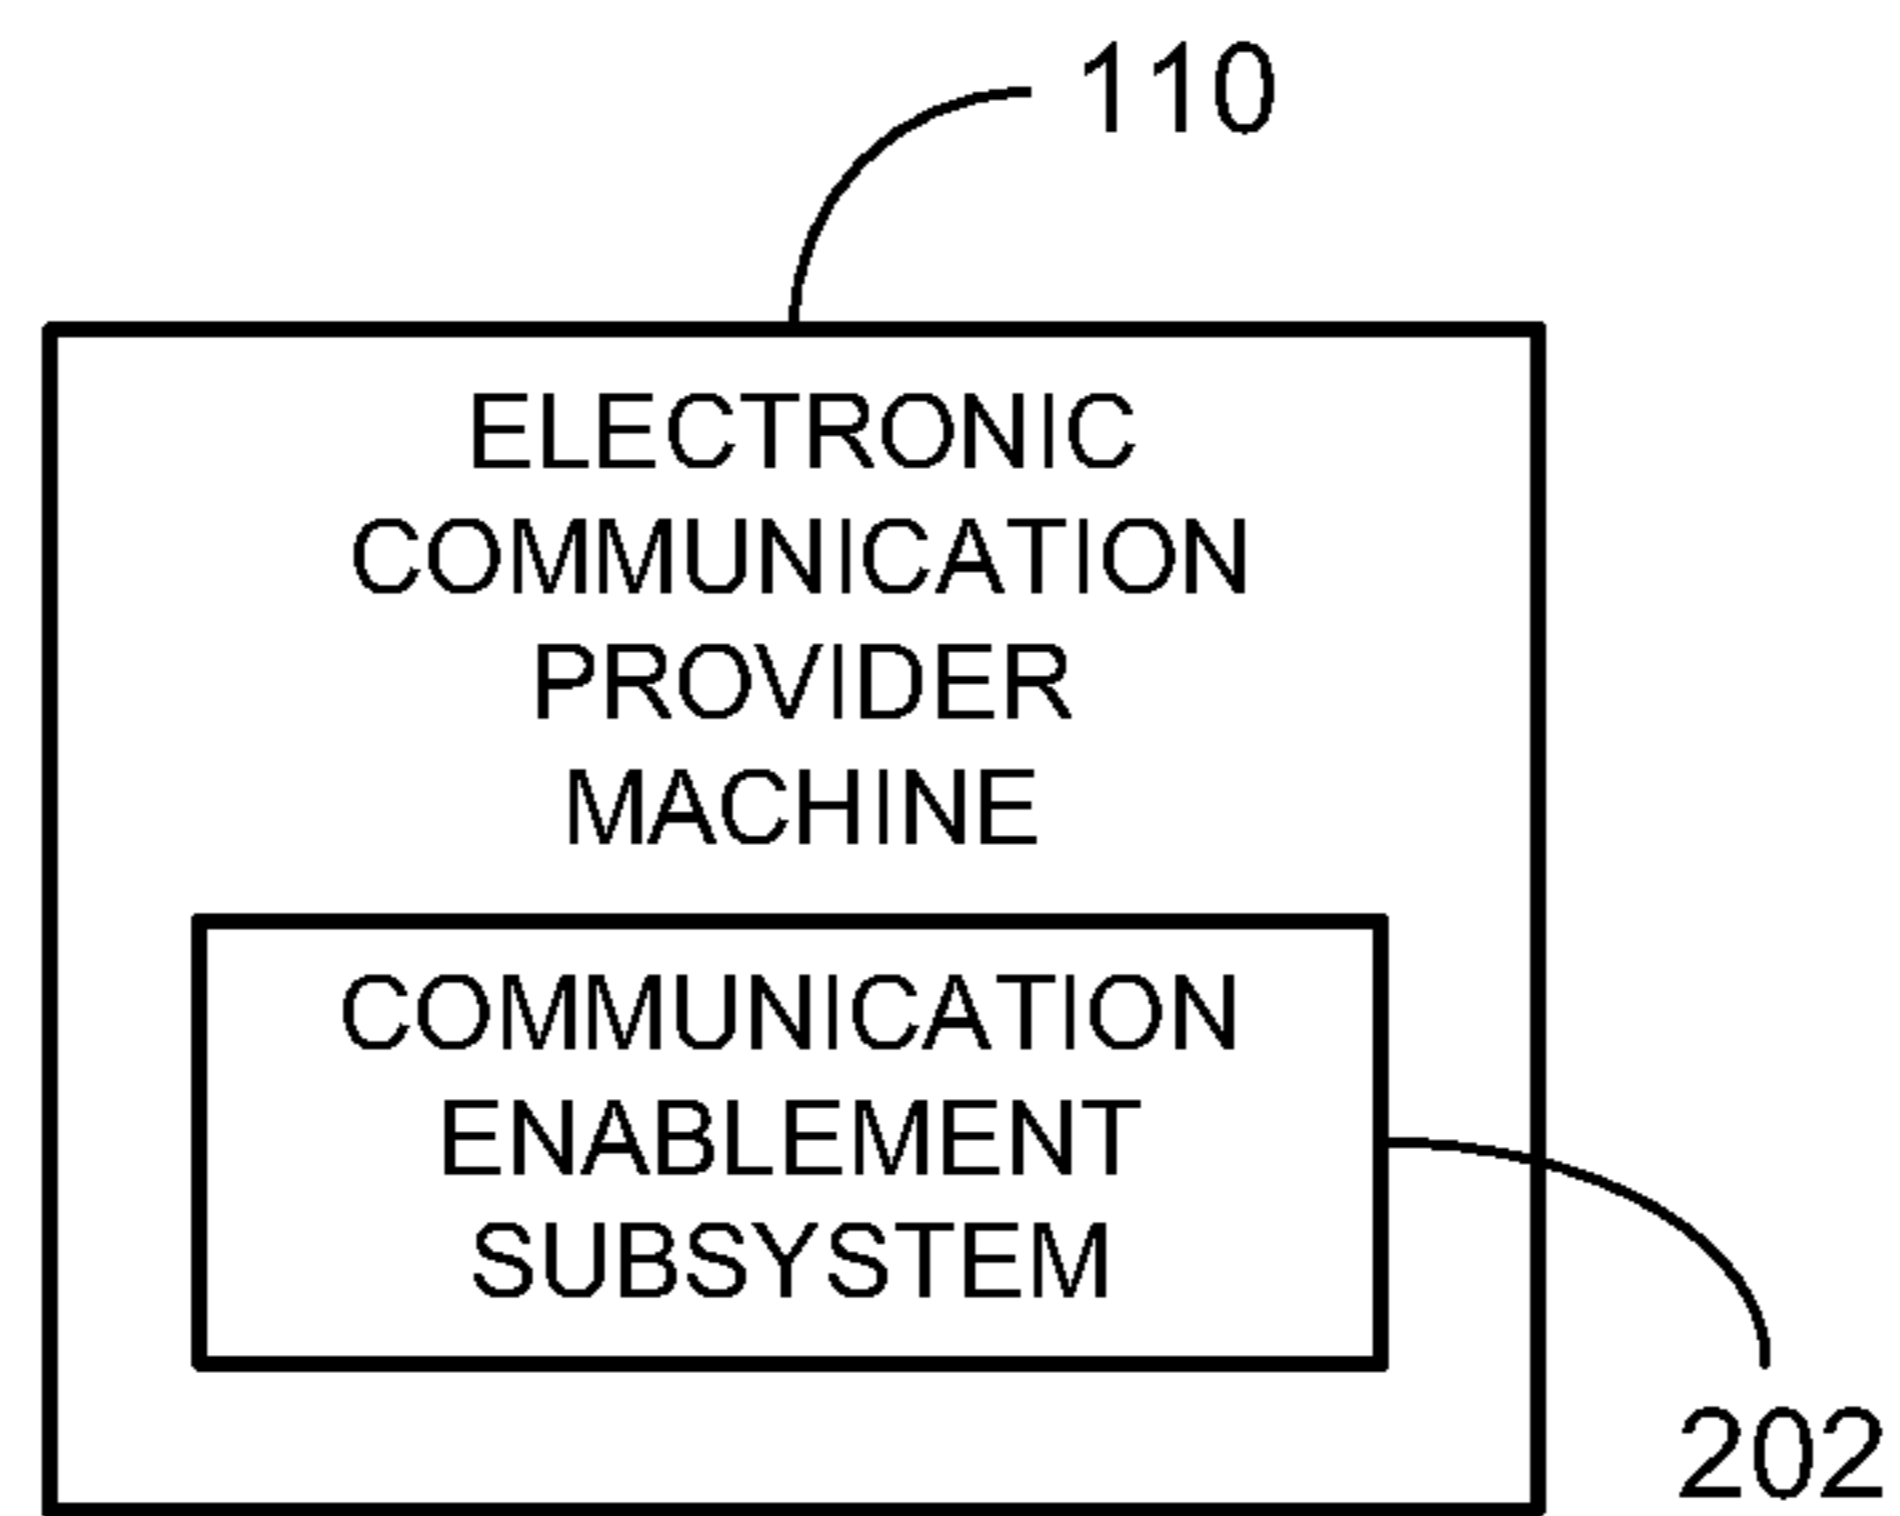 110
ELECTRONIC
COMMUNICATION
PROVIDER
MACHINE
COMMUNICATION
ENABLEMENT
SUBSYSTEM
202